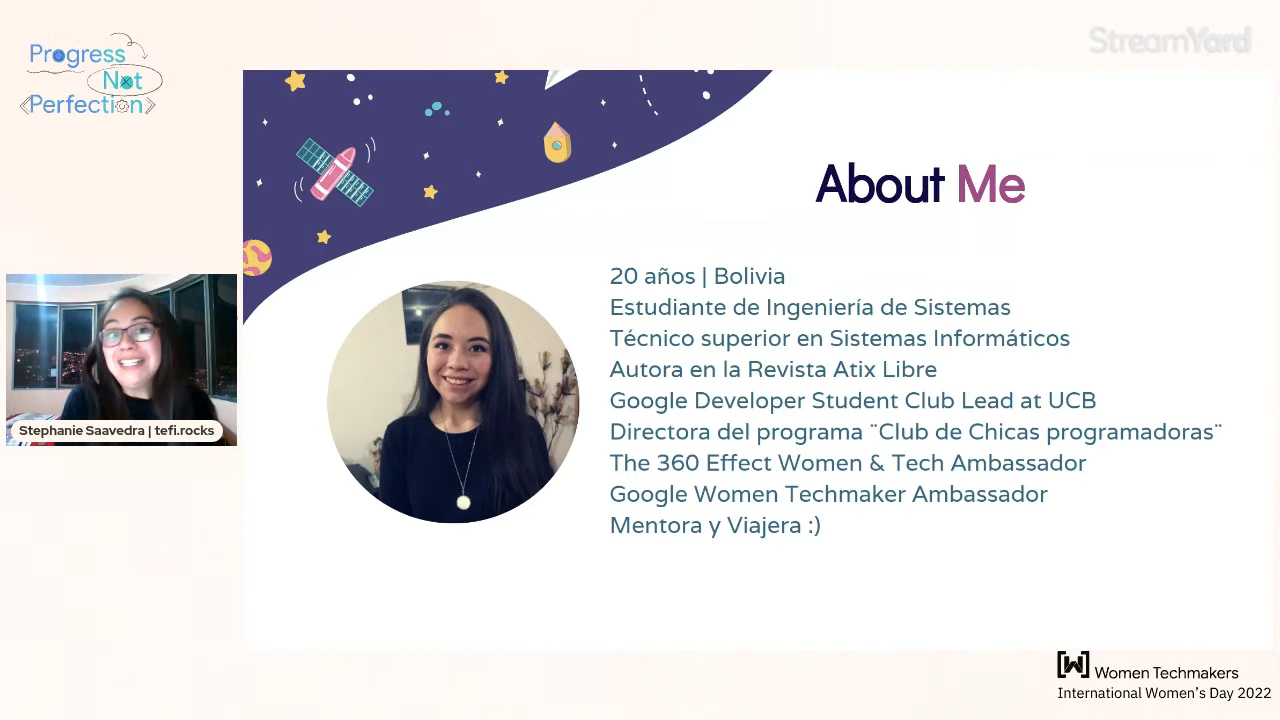 Progress
Not
Perfection
StreamYard
About Me
20 años | Bolivia
Estudiante de Ingeniería de Sistemas
Técnico superior en Sistemas Informáticos
Autora en la Revista Atix Libre
Google Developer Student Club Lead at UCB
Directora del programa ¨Club de Chicas programadoras¨
The 360 Effect Women & Tech Ambassador
Google Women Techmaker Ambassador
Mentora y Viajera :)
Stephanie Saavedra | tefi.rocks
[W] Women Techmakers
International Women's Day 2022